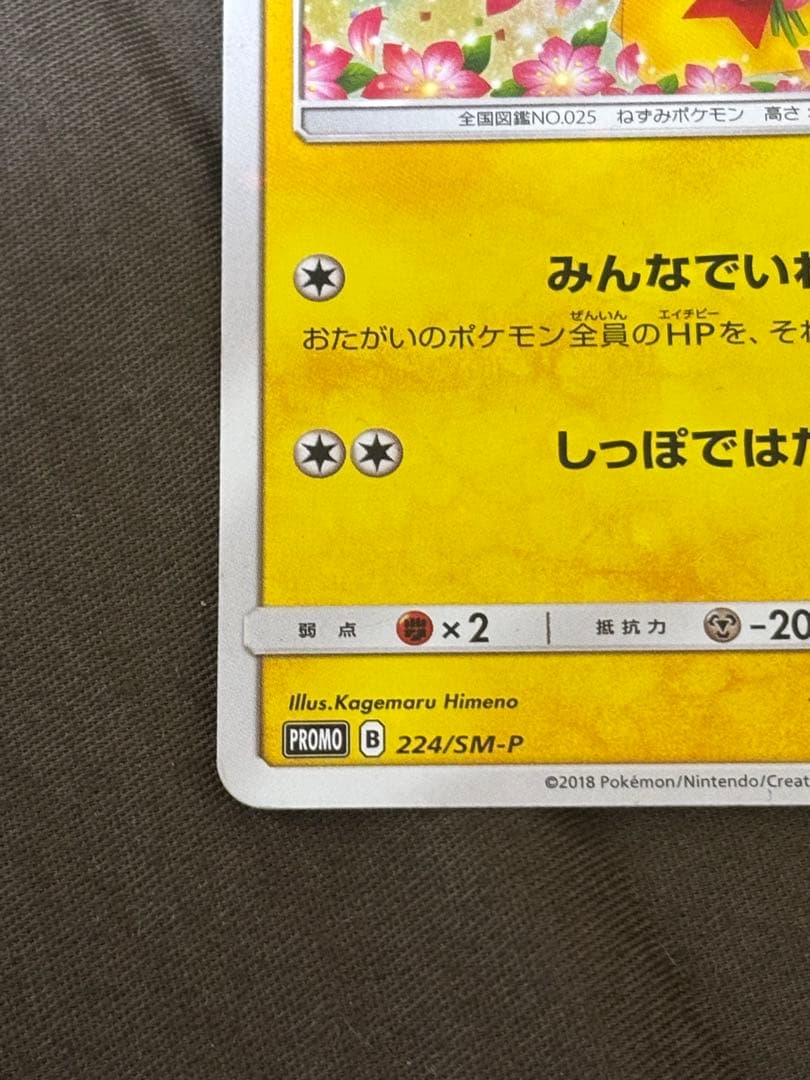 全国図鑑NO.025 ねずみポケモン 高さ
みんなでいわ
ぜんいん エイチピー
おたがいのポケモン全員のHPを、それ
しっぽではた
弱点 ×2 抵抗力 -20
Illus.Kagemaru Himeno
PROMO B 224/SM-P
©2018 Pokémon/Nintendo/Creat